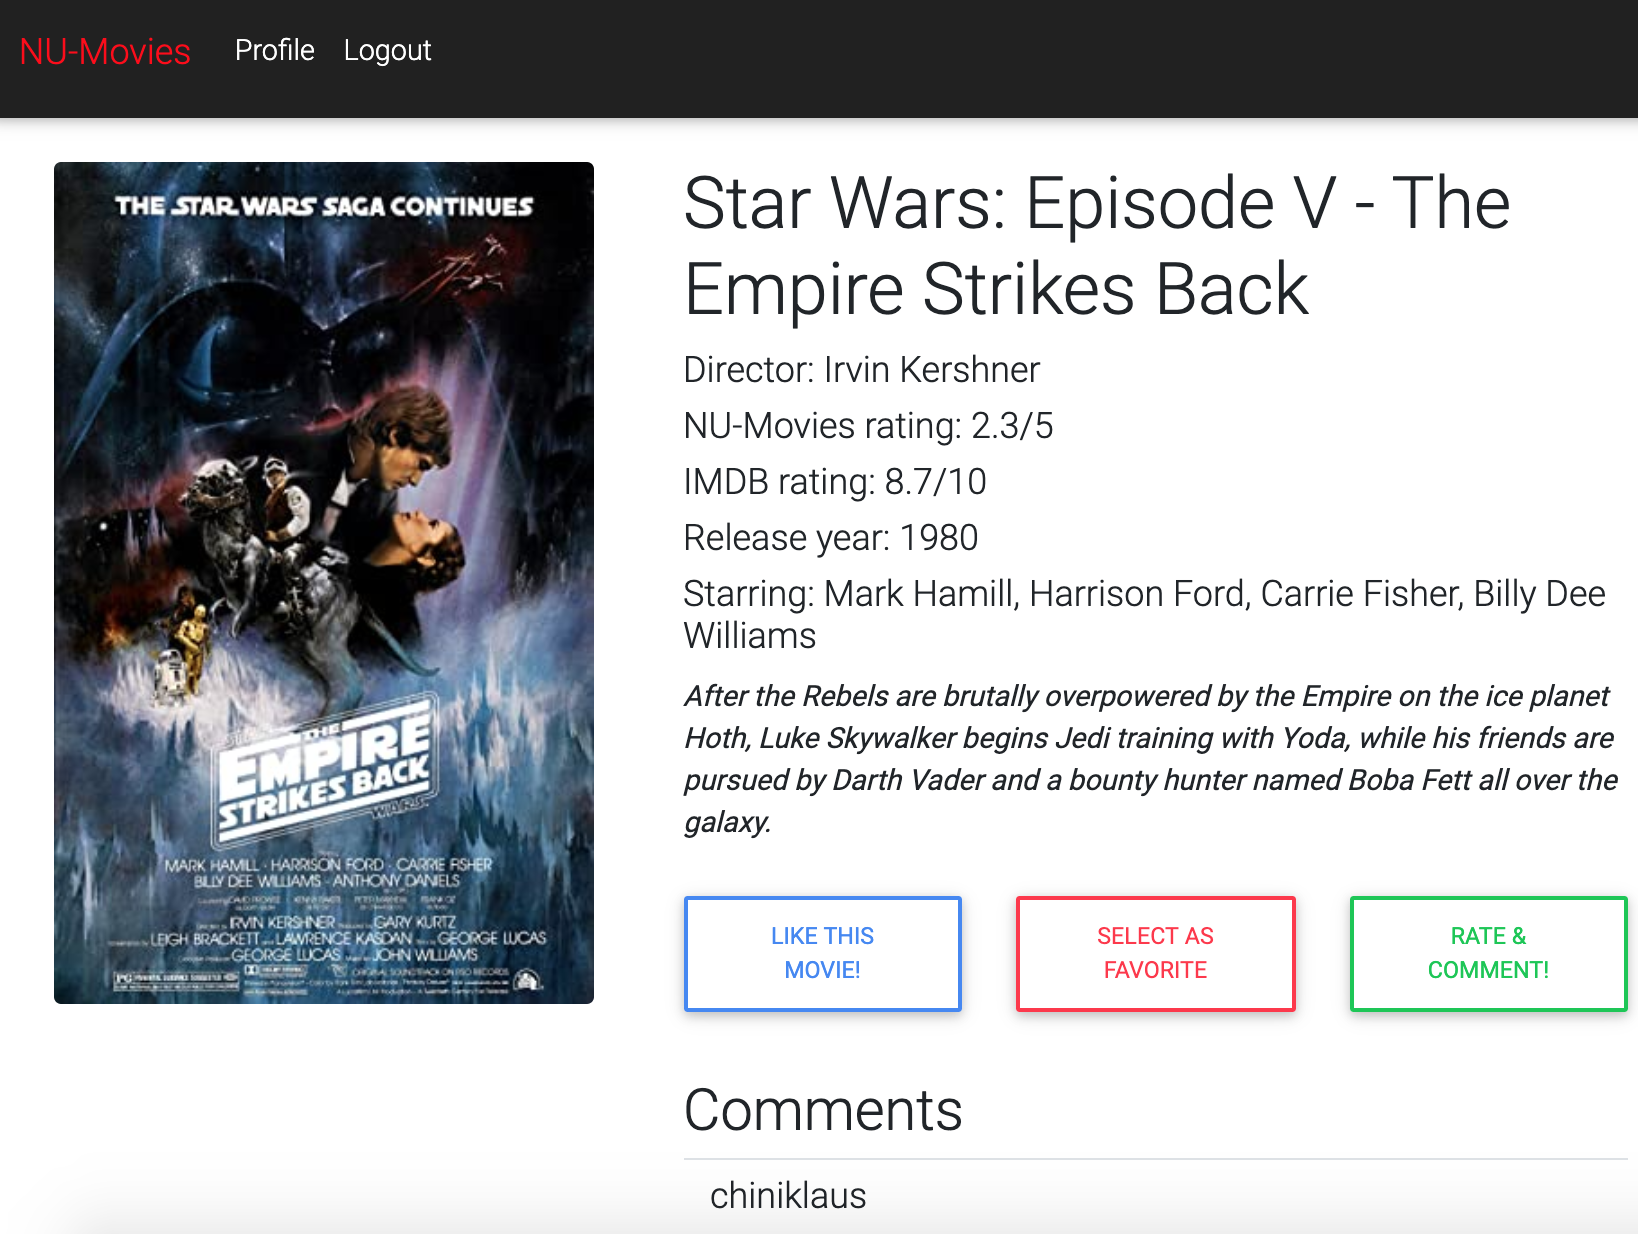 NU-Movies Profile Logout
THE STAR WARS SAGA CONTINUES
THE
EMPIRE
STRIKES BACK
WARS
MARK HAMILL · HARRISON FORD · CARRIE FISHER
BILLY DEE WILLIAMS · ANTHONY DANIELS
IRVIN KERSHNER GARY KURTZ
LEIGH BRACKETT LAWRENCE KASDAN GEORGE LUCAS
GEORGE LUCAS JOHN WILLIAMS
PG
Star Wars: Episode V - The
Empire Strikes Back
Director: Irvin Kershner
NU-Movies rating: 2.3/5
IMDB rating: 8.7/10
Release year: 1980
Starring: Mark Hamill, Harrison Ford, Carrie Fisher, Billy Dee
Williams
After the Rebels are brutally overpowered by the Empire on the ice planet
Hoth, Luke Skywalker begins Jedi training with Yoda, while his friends are
pursued by Darth Vader and a bounty hunter named Boba Fett all over the
galaxy.
LIKE THIS
MOVIE!
SELECT AS
FAVORITE
RATE &
COMMENT!
Comments
chiniklaus